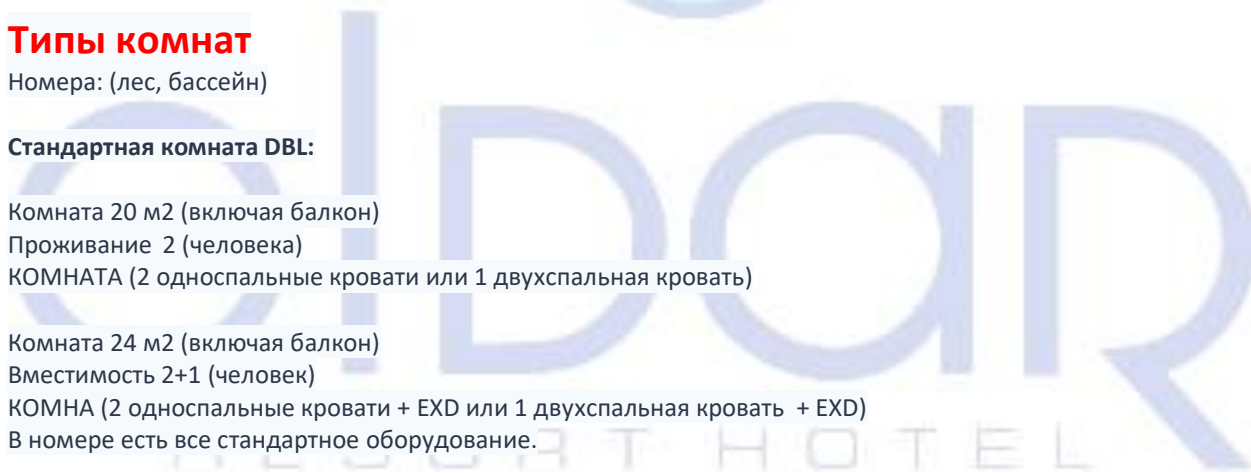 Типы комнат
Номера: (лес, бассейн)
Стандартная комната DBL:
Комната 20 м2 (включая балкон)
Проживание 2 (человека)
КОМНАТА (2 односпальные кровати или 1 двухспальная кровать)
Комната 24 м2 (включая балкон)
Вместимость 2+1 (человек)
КОМНА (2 односпальные кровати + EXD или 1 двухспальная кровать + EXD)
В номере есть все стандартное оборудование.
RESORT HOTEL